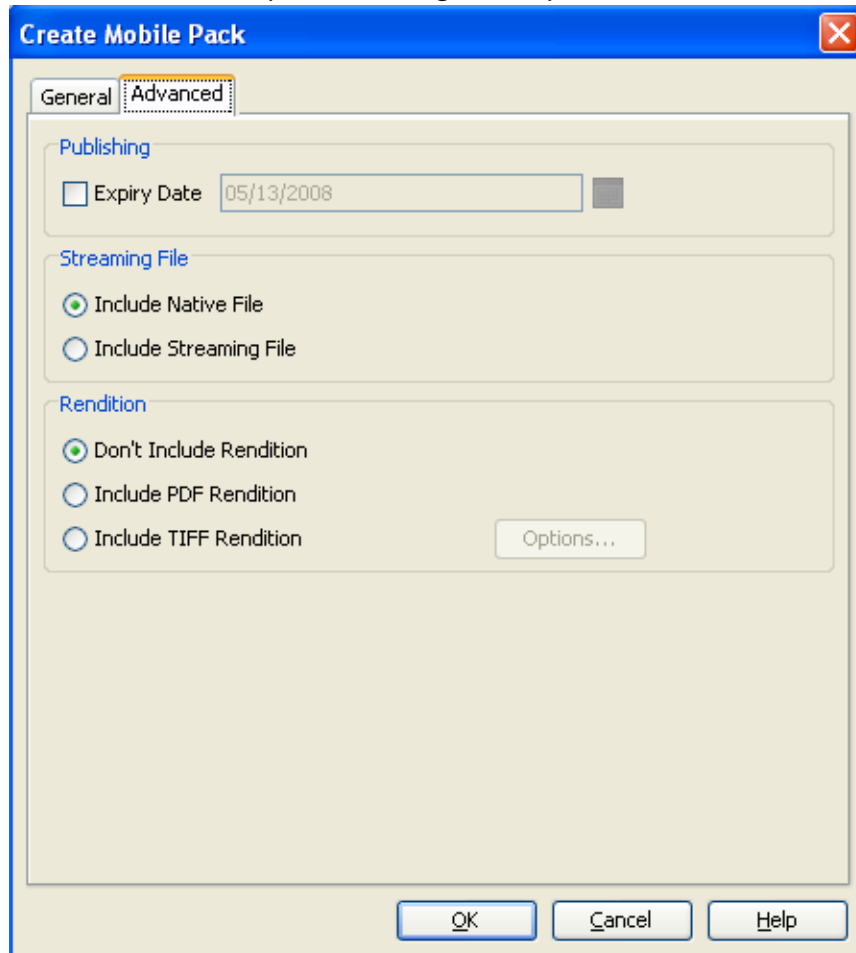 Create Mobile Pack
General Advanced
Publishing
Expiry Date 05/13/2008
Streaming File
Include Native File
Include Streaming File
Rendition
Don't Include Rendition
Include PDF Rendition
Include TIFF Rendition Options...
OK Cancel Help